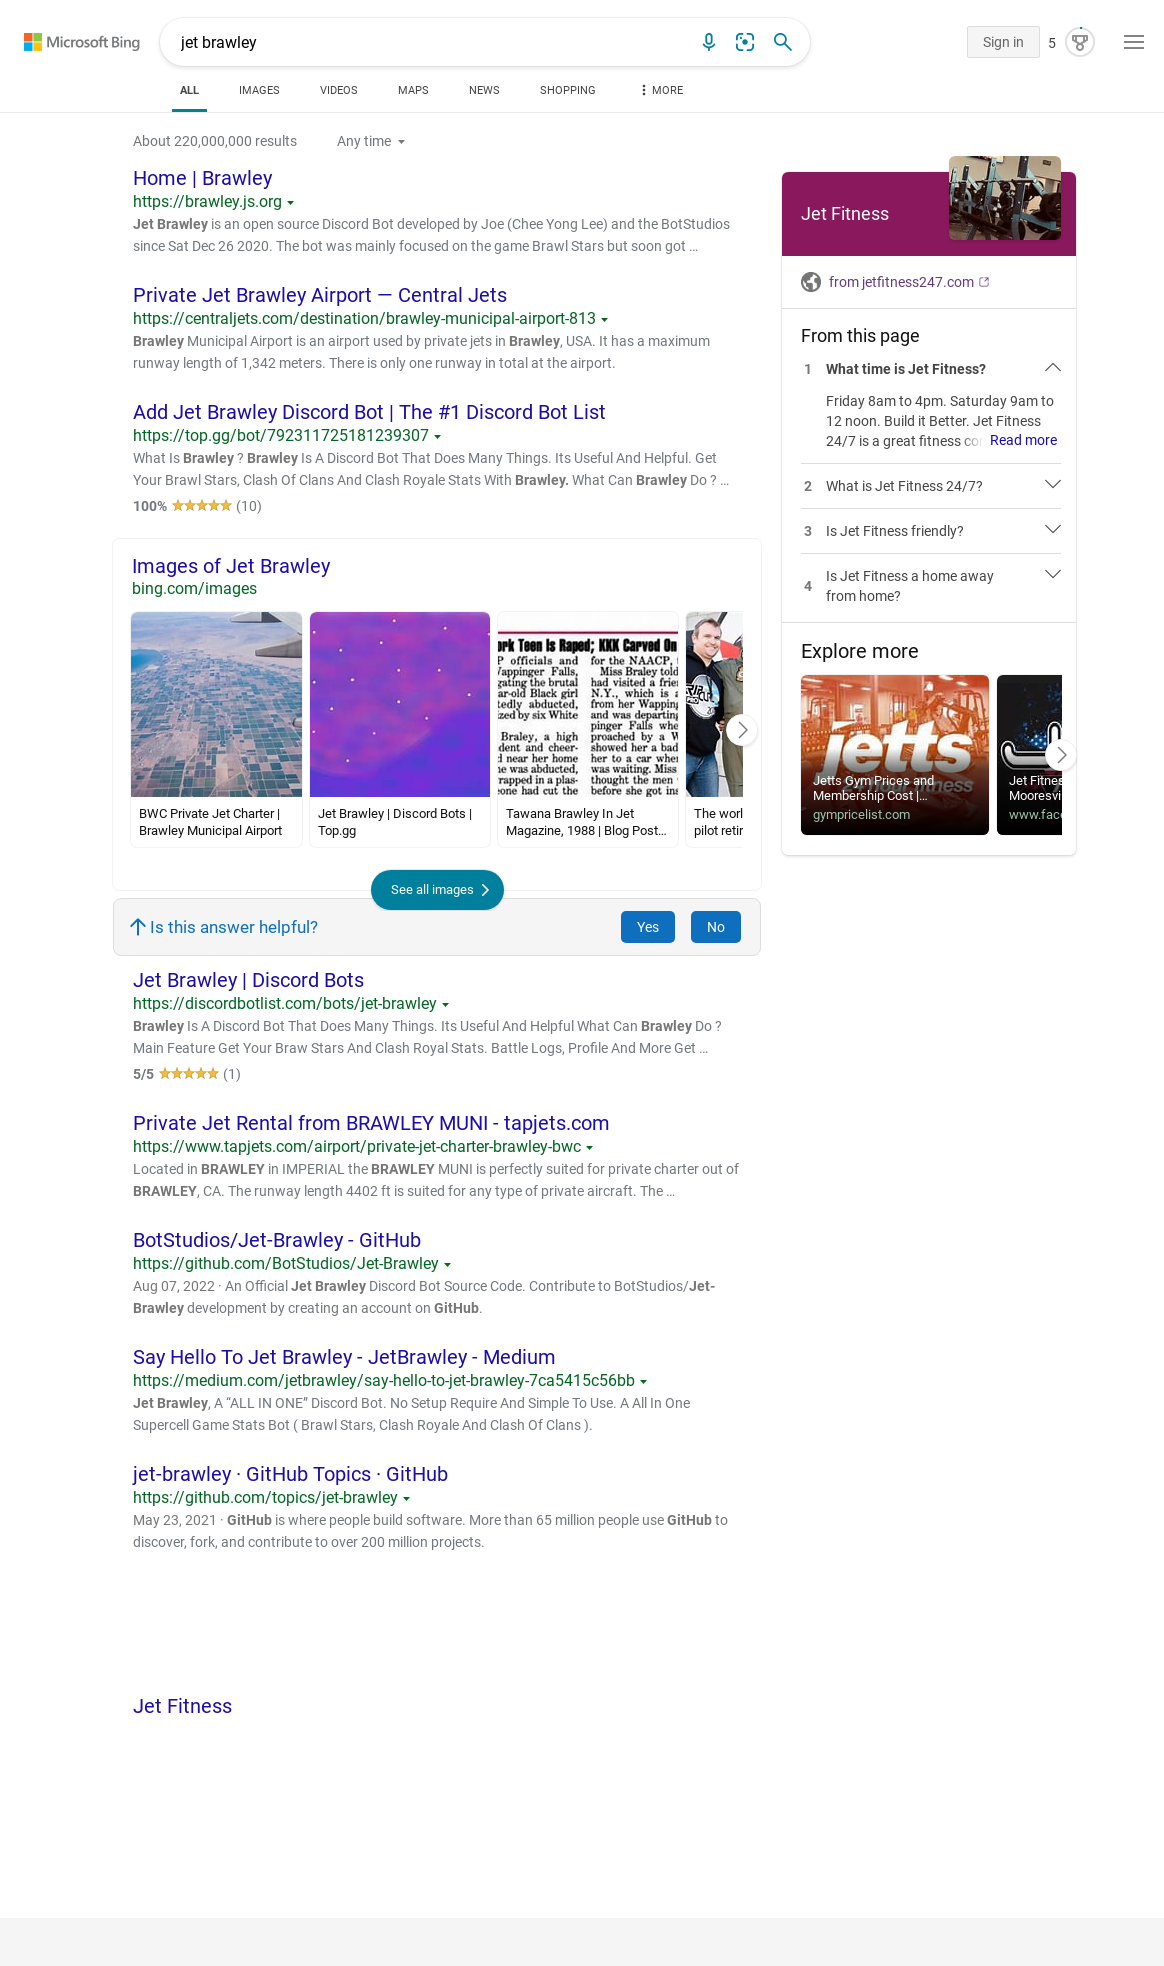 Microsoft Bing
jet brawley
Sign in
5
ALL
IMAGES
VIDEOS
MAPS
NEWS
SHOPPING
MORE
About 220,000,000 results
Any time
Home | Brawley
https://brawley.js.org
Jet Brawley is an open source Discord Bot developed by Joe (Chee Yong Lee) and the BotStudios
since Sat Dec 26 2020. The bot was mainly focused on the game Brawl Stars but soon got …
Private Jet Brawley Airport — Central Jets
https://centraljets.com/destination/brawley-municipal-airport-813
Brawley Municipal Airport is an airport used by private jets in Brawley, USA. It has a maximum
runway length of 1,342 meters. There is only one runway in total at the airport.
Add Jet Brawley Discord Bot | The #1 Discord Bot List
https://top.gg/bot/792311725181239307
What Is Brawley ? Brawley Is A Discord Bot That Does Many Things. Its Useful And Helpful. Get
Your Brawl Stars, Clash Of Clans And Clash Royale Stats With Brawley. What Can Brawley Do ? …
100% (10)
Images of Jet Brawley
bing.com/images
ork Teen Is Raped; KKK Carved On
P officials and
Vappinger Falls,
gating the brutal
ar-old Black girl
tedly abducted,
ized by six White
Braley, a high
dent and cheer-
d near her home
he was abducted,
rapped in a plas-
one had cut the
for the NAACP,
Miss Braley told
had visited a frie
N.Y., which is a
from her Wapping
and was departing
pinger Falls whe
proached by a W
showed her a bad
her to a car when
was waiting. Miss
thought the men
before she got ins
BWC Private Jet Charter |
Brawley Municipal Airport
Jet Brawley | Discord Bots |
Top.gg
Tawana Brawley In Jet
Magazine, 1988 | Blog Post…
The worl
pilot retir
See all images
Is this answer helpful?
Yes
No
Jet Brawley | Discord Bots
https://discordbotlist.com/bots/jet-brawley
Brawley Is A Discord Bot That Does Many Things. Its Useful And Helpful What Can Brawley Do ?
Main Feature Get Your Braw Stars And Clash Royal Stats. Battle Logs, Profile And More Get …
5/5 (1)
Private Jet Rental from BRAWLEY MUNI - tapjets.com
https://www.tapjets.com/airport/private-jet-charter-brawley-bwc
Located in BRAWLEY in IMPERIAL the BRAWLEY MUNI is perfectly suited for private charter out of
BRAWLEY, CA. The runway length 4402 ft is suited for any type of private aircraft. The …
BotStudios/Jet-Brawley - GitHub
https://github.com/BotStudios/Jet-Brawley
Aug 07, 2022 · An Official Jet Brawley Discord Bot Source Code. Contribute to BotStudios/Jet-
Brawley development by creating an account on GitHub.
Say Hello To Jet Brawley - JetBrawley - Medium
https://medium.com/jetbrawley/say-hello-to-jet-brawley-7ca5415c56bb
Jet Brawley, A “ALL IN ONE” Discord Bot. No Setup Require And Simple To Use. A All In One
Supercell Game Stats Bot ( Brawl Stars, Clash Royale And Clash Of Clans ).
jet-brawley · GitHub Topics · GitHub
https://github.com/topics/jet-brawley
May 23, 2021 · GitHub is where people build software. More than 65 million people use GitHub to
discover, fork, and contribute to over 200 million projects.
Jet Fitness
Jet Fitness
from jetfitness247.com
From this page
1 What time is Jet Fitness?
Friday 8am to 4pm. Saturday 9am to
12 noon. Build it Better. Jet Fitness
24/7 is a great fitness co Read more
2 What is Jet Fitness 24/7?
3 Is Jet Fitness friendly?
4 Is Jet Fitness a home away
from home?
Explore more
jetts
24 hour fitness
Jetts Gym Prices and
Membership Cost |…
gympricelist.com
Jet Fitnes
Mooresvi
www.face